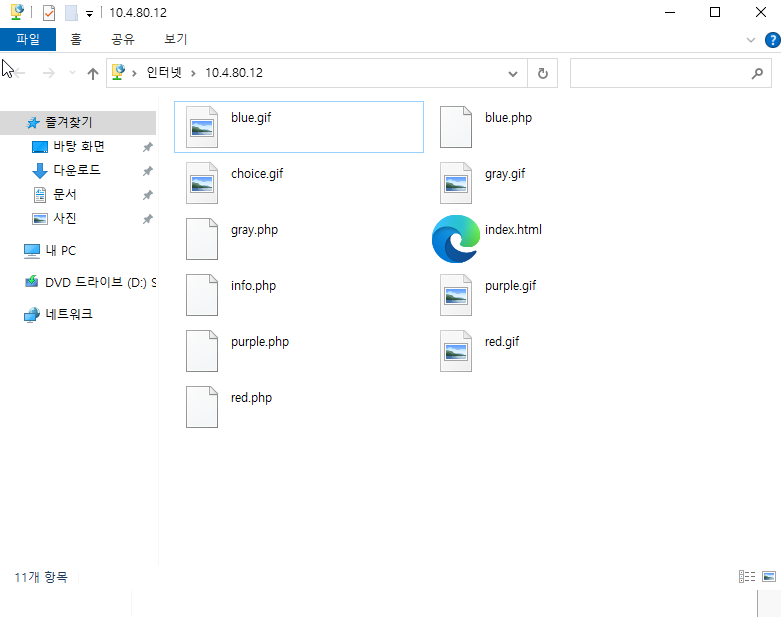 10.4.80.12
파일 홈 공유 보기
인터넷 > 10.4.80.12
즐겨찾기
바탕 화면
다운로드
문서
사진
내 PC
DVD 드라이브 (D:) S
네트워크
blue.gif
blue.php
choice.gif
gray.gif
gray.php
index.html
info.php
purple.gif
purple.php
red.gif
red.php
11개 항목